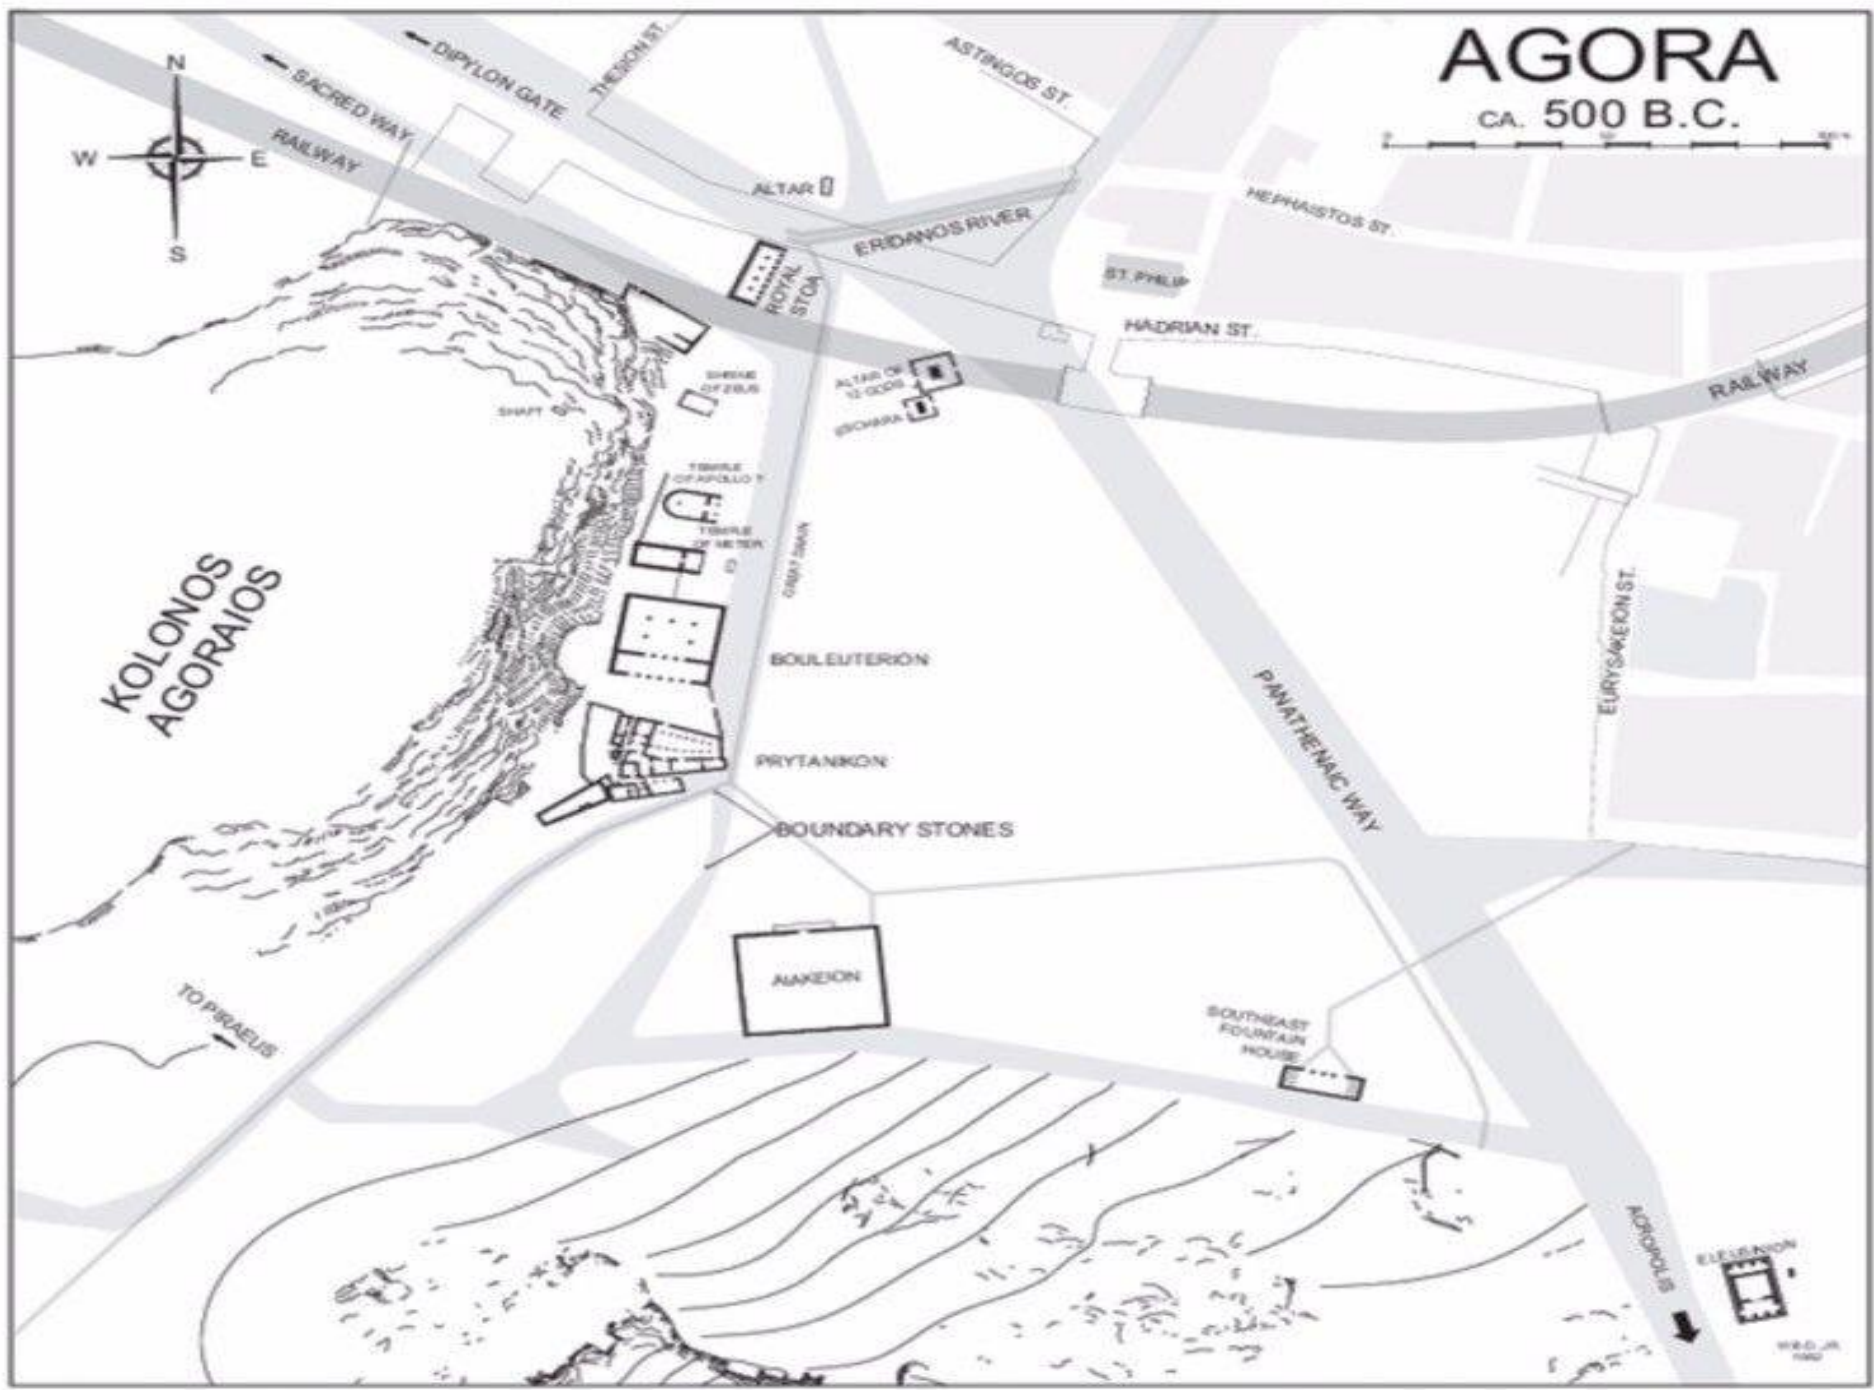 AGORA
CA. 500 B.C.
N
W
E
S
DIPYLON GATE
SACRED WAY
RAILWAY
THESION ST.
ASTINGOS ST.
ALTAR
ERIDANOS RIVER
HEPHAISTOS ST.
ST. PHILIP
HADRIAN ST.
RAILWAY
ROYAL
STOA
SHRINE
OF ZEUS
SHAFT
ALTAR OF
12 GODS
ESCHARA
TEMPLE
OF APOLLO ?
TEMPLE
OF METER
GREAT DRAIN
KOLONOS
AGORAIOS
BOULEUTERION
PRYTANIKON
BOUNDARY STONES
PANATHENAIC WAY
EURYSAKEION ST.
AIAKEION
TO PIRAEUS
SOUTHEAST
FOUNTAIN
HOUSE
ACROPOLIS
ELEUSINION